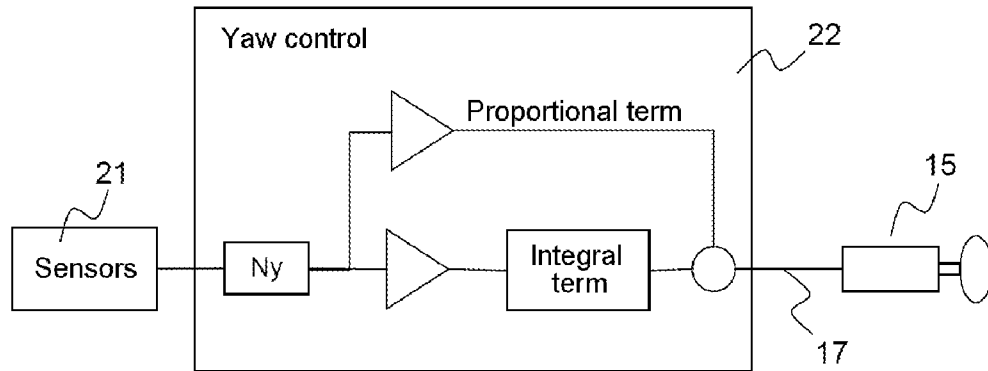 Yaw control
22
Proportional term
21
15
Sensors
Ny
Integral
term
17